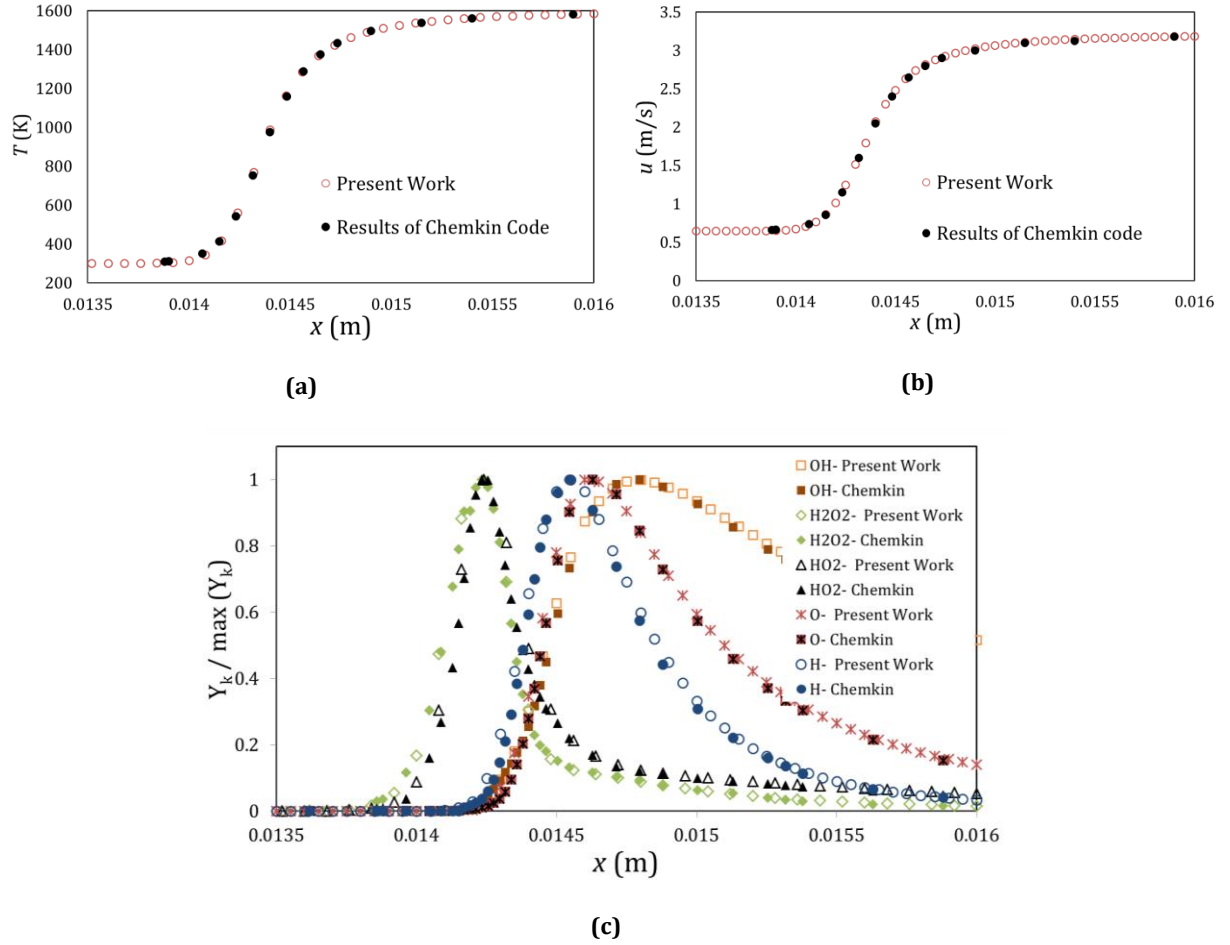 1600
1400
1200
1000
800
600
400
200
T (K)
0.0135
0.014
0.0145
0.015
0.0155
0.016
x (m)
Present Work
Results of Chemkin Code
(a)
3.5
3
2.5
2
1.5
1
0.5
0
u (m/s)
0.0135
0.014
0.0145
0.015
0.0155
0.016
x (m)
Present Work
Results of Chemkin code
(b)
1
0.8
0.6
0.4
0.2
0
Yk / max (Yk)
0.0135
0.014
0.0145
0.015
0.0155
0.016
x (m)
OH- Present Work
OH- Chemkin
H2O2- Present Work
H2O2- Chemkin
HO2- Present Work
HO2- Chemkin
O- Present Work
O- Chemkin
H- Present Work
H- Chemkin
(c)